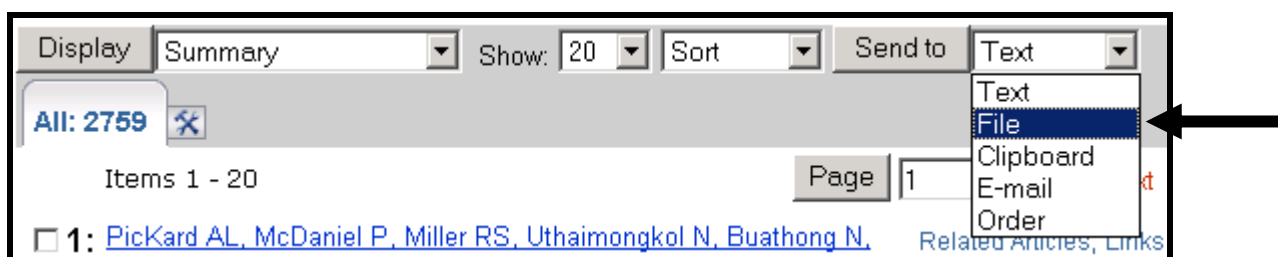 Display Summary Show: 20 Sort Send to Text
Text
All: 2759 File
Clipboard
Items 1 - 20 Page 1 E-mail
Order
1: PicKard AL, McDaniel P, Miller RS, Uthaimongkol N, Buathong N, Related Articles, Links